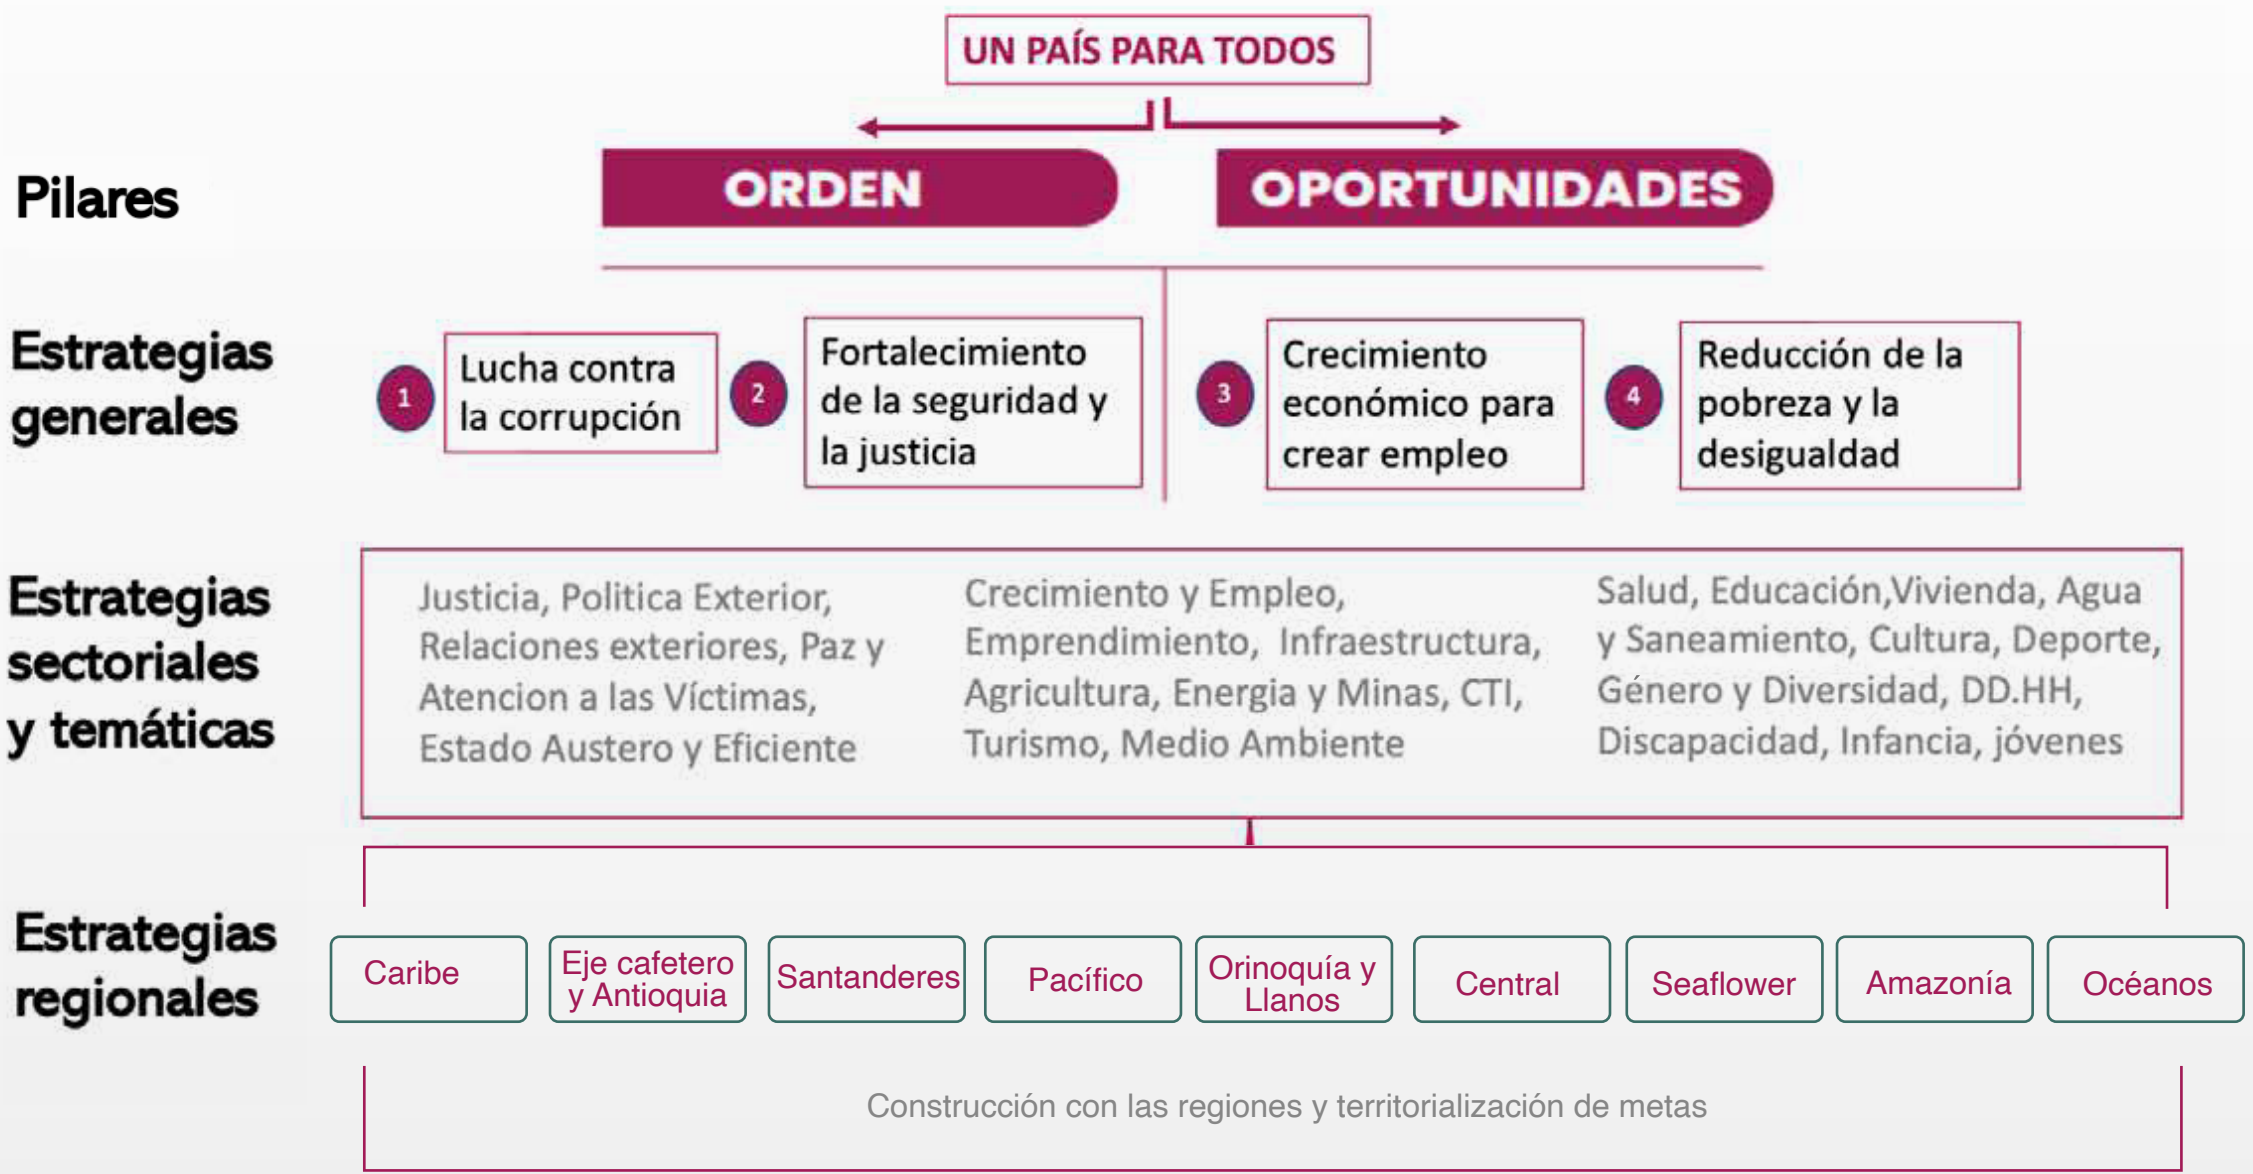 UN PAÍS PARA TODOS
Pilares
ORDEN
OPORTUNIDADES
Estrategias
generales
1
Lucha contra
la corrupción
2
Fortalecimiento
de la seguridad y
la justicia
3
Crecimiento
económico para
crear empleo
4
Reducción de la
pobreza y la
desigualdad
Estrategias
sectoriales
y temáticas
Justicia, Politica Exterior,
Relaciones exteriores, Paz y
Atencion a las Víctimas,
Estado Austero y Eficiente
Crecimiento y Empleo,
Emprendimiento, Infraestructura,
Agricultura, Energia y Minas, CTI,
Turismo, Medio Ambiente
Salud, Educación,Vivienda, Agua
y Saneamiento, Cultura, Deporte,
Género y Diversidad, DD.HH,
Discapacidad, Infancia, jóvenes
Estrategias
regionales
Caribe
Eje cafetero
y Antioquia
Santanderes
Pacífico
Orinoquía y
Llanos
Central
Seaflower
Amazonía
Océanos
Construcción con las regiones y territorialización de metas